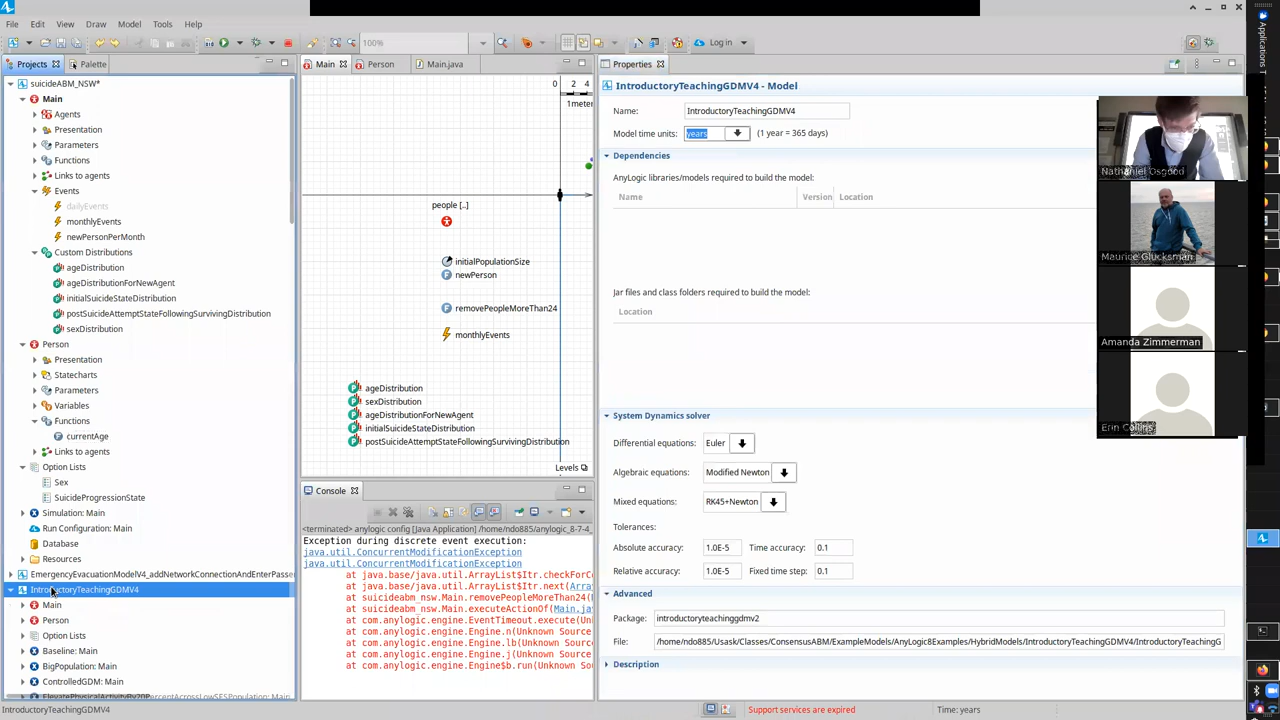 File Edit View Draw Model Tools Help
100%
Log in
Projects
Palette
Main
Person
Main.java
Properties
suicideABM_NSW*
Main
Agents
Presentation
Parameters
Functions
Links to agents
Events
dailyEvents
monthlyEvents
newPersonPerMonth
Custom Distributions
ageDistribution
ageDistributionForNewAgent
initialSuicideStateDistribution
postSuicideAttemptStateFollowingSurvivingDistribution
sexDistribution
Person
Presentation
Statecharts
Parameters
Variables
Functions
currentAge
Links to agents
Option Lists
Sex
SuicideProgressionState
Simulation: Main
Run Configuration: Main
Database
Resources
EmergencyEvacuationModelV4_addNetworkConnectionAndEnterPasse
IntroductoryTeachingGDMV4
Main
Person
Option Lists
Baseline: Main
BigPopulation: Main
ControlledGDM: Main
0 2 4
1meter
people [..]
initialPopulationSize
newPerson
removePeopleMoreThan24
monthlyEvents
ageDistribution
sexDistribution
ageDistributionForNewAgent
initialSuicideStateDistribution
postSuicideAttemptStateFollowingSurvivingDistribution
Levels
Console
<terminated> anylogic config [Java Application] /home/ndo885/anylogic_8-7-4_
Exception during discrete event execution:
java.util.ConcurrentModificationException
java.util.ConcurrentModificationException
at java.base/java.util.ArrayList$Itr.checkForCo
at java.base/java.util.ArrayList$Itr.next(Array
at suicideabm_nsw.Main.removePeopleMoreThan24(M
at suicideabm_nsw.Main.executeActionOf(Main.jav
at com.anylogic.engine.EventTimeout.execute(Unk
at com.anylogic.engine.Engine.n(Unknown Source)
at com.anylogic.engine.Engine.lb(Unknown Source
at com.anylogic.engine.Engine.j(Unknown Source)
at com.anylogic.engine.Engine$b.run(Unknown Sou
IntroductoryTeachingGDMV4 - Model
Name: IntroductoryTeachingGDMV4
Model time units: years (1 year = 365 days)
Dependencies
AnyLogic libraries/models required to build the model:
Name Version Location
Jar files and class folders required to build the model:
Location
System Dynamics solver
Differential equations: Euler
Algebraic equations: Modified Newton
Mixed equations: RK45+Newton
Tolerances:
Absolute accuracy: 1.0E-5 Time accuracy: 0.1
Relative accuracy: 1.0E-5 Fixed time step: 0.1
Advanced
Package: introductoryteachinggdmv2
File: /home/ndo885/Usask/Classes/ConsensusABM/ExampleModels/AnyLogic8Examples/HybridModels/IntroductoryTeachingGDMV4/IntroductoryTeachingG
Description
Nathaniel Osgood
Maurice Glucksman
Amanda Zimmerman
Erin Collins
Applications
IntroductoryTeachingGDMV4
Support services are expired
Time: years